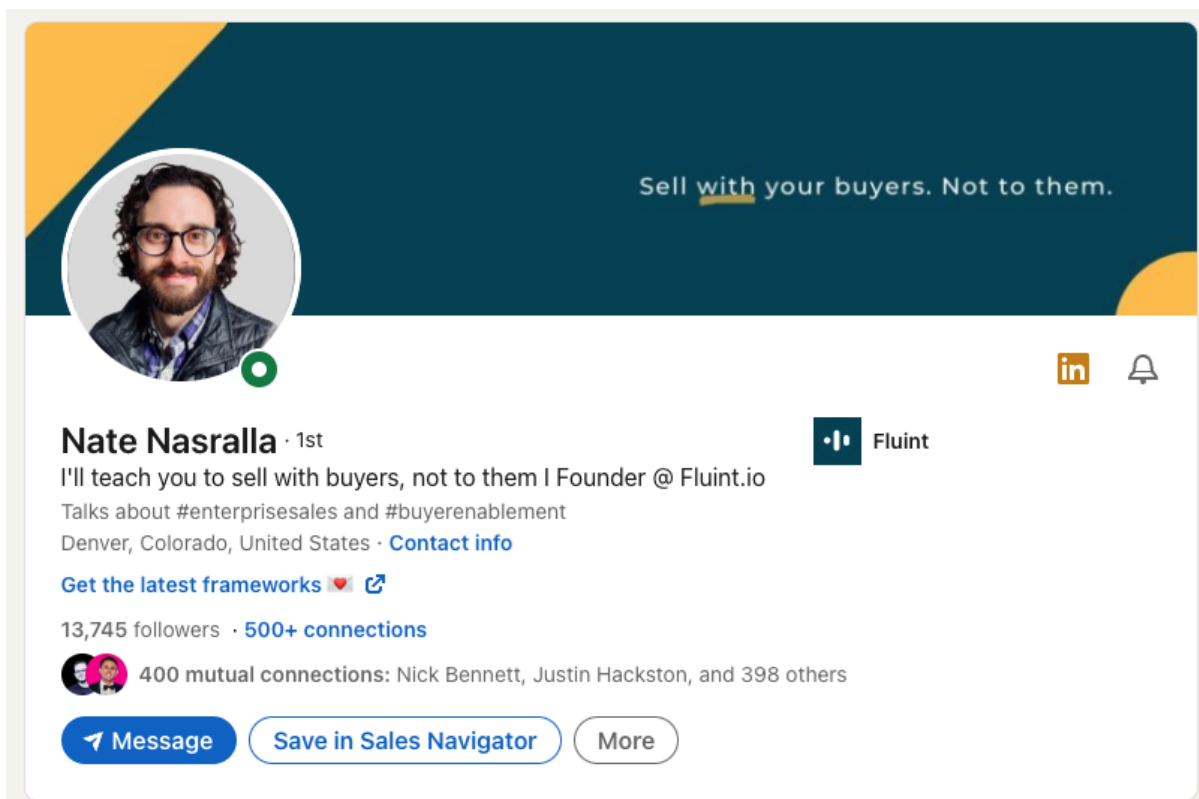 Sell with your buyers. Not to them.
in
Nate Nasralla · 1st
Fluint
I'll teach you to sell with buyers, not to them I Founder @ Fluint.io
Talks about #enterprisesales and #buyerenablement
Denver, Colorado, United States · Contact info
Get the latest frameworks 💌
13,745 followers · 500+ connections
400 mutual connections: Nick Bennett, Justin Hackston, and 398 others
Message
Save in Sales Navigator
More